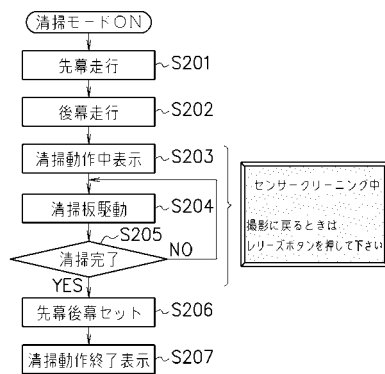 清掃モードON
先幕走行 S201
後幕走行 S202
清掃動作中表示 S203
清掃板駆動 S204
S205
清掃完了 NO
YES
先幕後幕セット S206
清掃動作終了表示 S207
センサークリーニング中
撮影に戻るときは
レリーズボタンを押して下さい